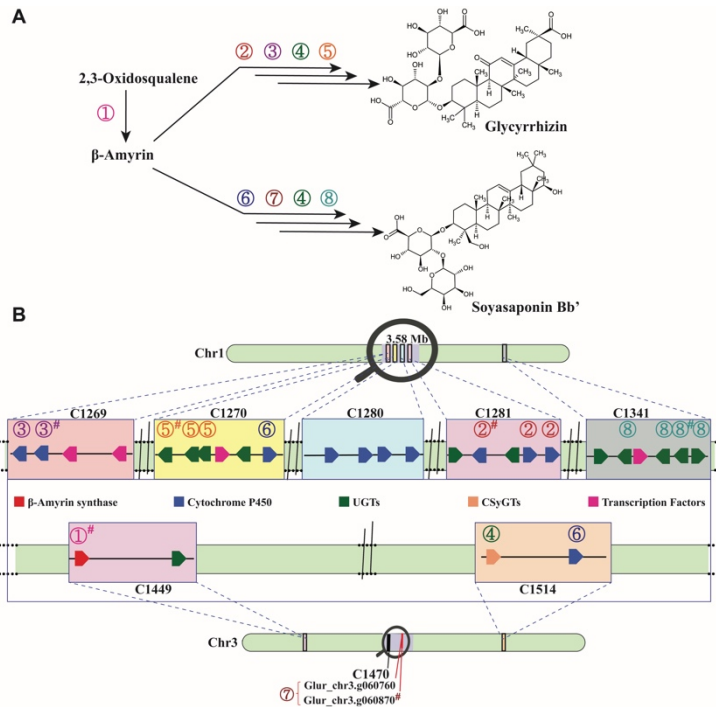 A
② ③ ④ ⑤
2,3-Oxidosqualene
①
β-Amyrin
Glycyrrhizin
⑥ ⑦ ④ ⑧
Soyasaponin Bb'
B
3.58 Mb
Chr1
C1269 C1270 C1280 C1281 C1341
③ ③# ⑤#⑤⑤ ⑥ ②# ② ② ⑧ ⑧ ⑧#⑧
β-Amyrin synthase Cytochrome P450 UGTs CSyGTs Transcription Factors
①# ④ ⑥
C1449 C1514
Chr3
C1470
⑦ Glur_chr3.g060760
Glur_chr3.g060870#